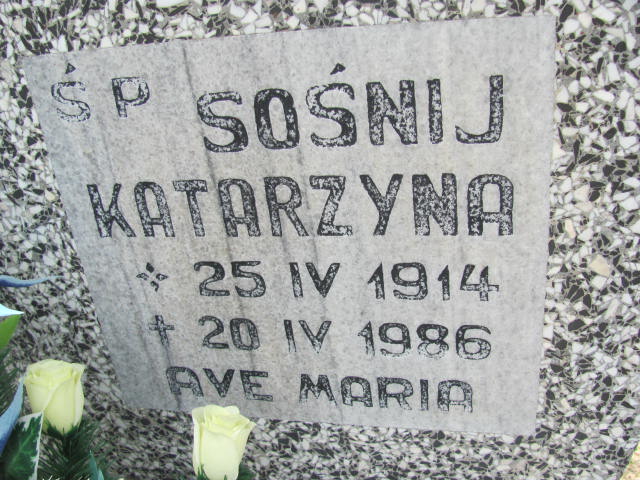 ŚP SOŚNIJ
KATARZYNA
* 25 IV 1914
† 20 IV 1986
AVE MARIA